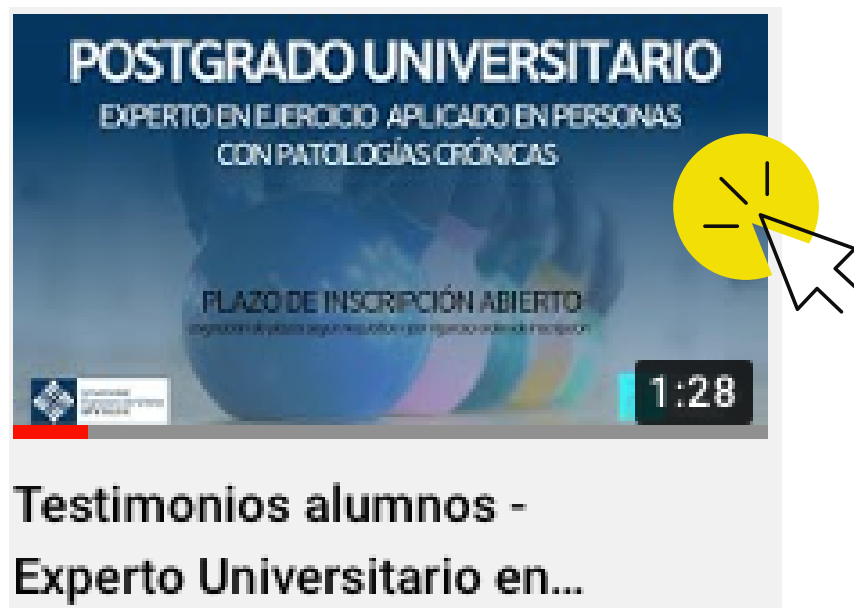 POSTGRADO UNIVERSITARIO
EXPERTO EN EJERCICIO APLICADO EN PERSONAS
CON PATOLOGÍAS CRÓNICAS
PLAZO DE INSCRIPCIÓN ABIERTO
1:28
Testimonios alumnos -
Experto Universitario en...